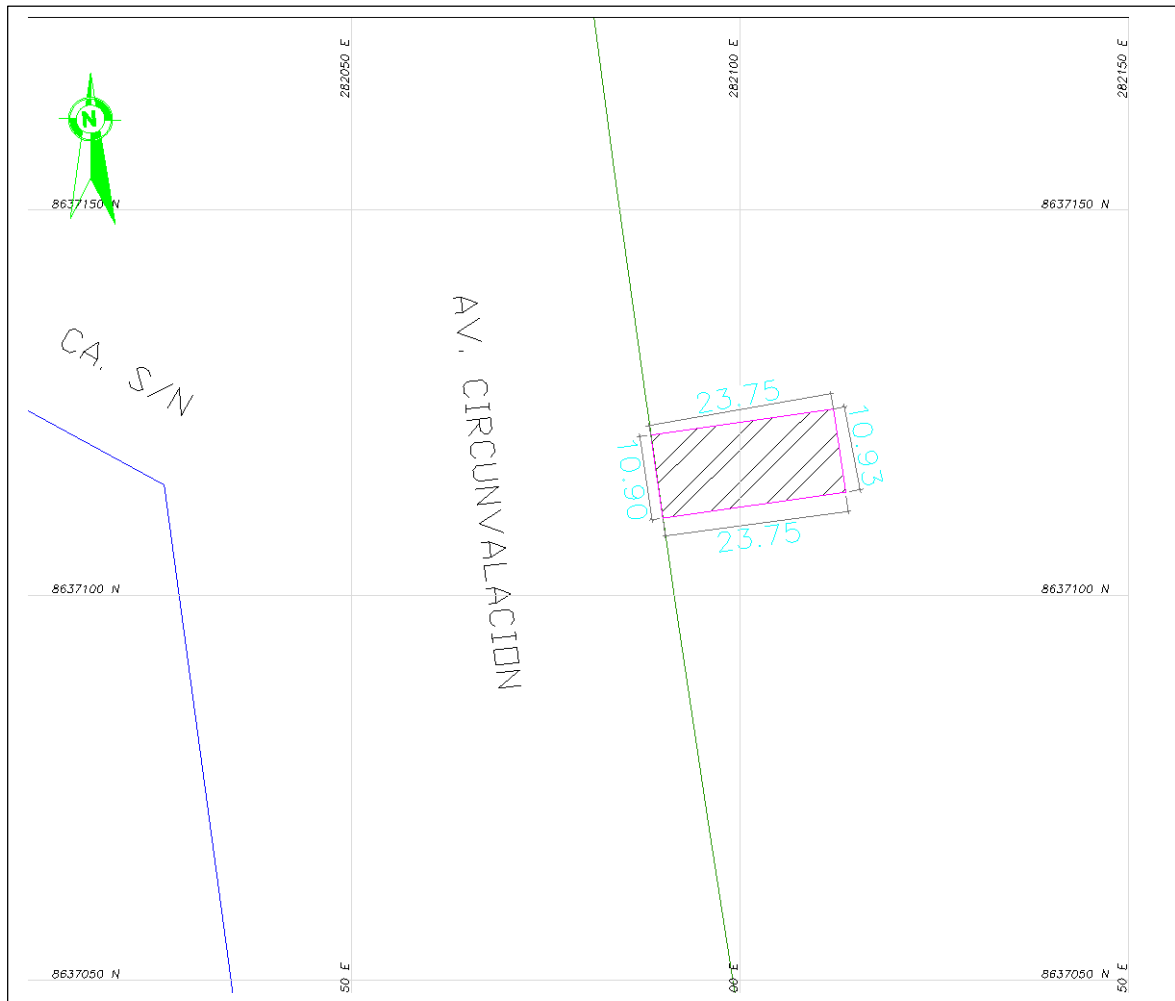 282050 E
282100 E
282150 E
N
8637150 N
8637150 N
CA. S/N
AV. CIRCUNVALACION
23.75
10.93
10.90
23.75
8637100 N
8637100 N
8637050 N
8637050 N
50 E
00 E
50 E